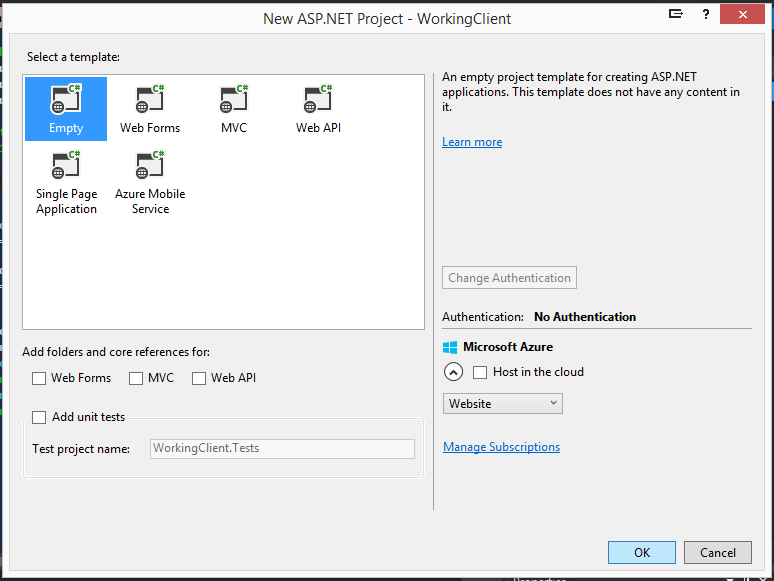 New ASP.NET Project - WorkingClient
?
Select a template:
C#
Empty
C#
Web Forms
C#
MVC
C#
Web API
C#
Single Page
Application
C#
Azure Mobile
Service
An empty project template for creating ASP.NET
applications. This template does not have any content in
it.
Learn more
Change Authentication
Authentication: No Authentication
Microsoft Azure
Host in the cloud
Website
Manage Subscriptions
Add folders and core references for:
Web Forms
MVC
Web API
Add unit tests
Test project name:
WorkingClient.Tests
OK
Cancel